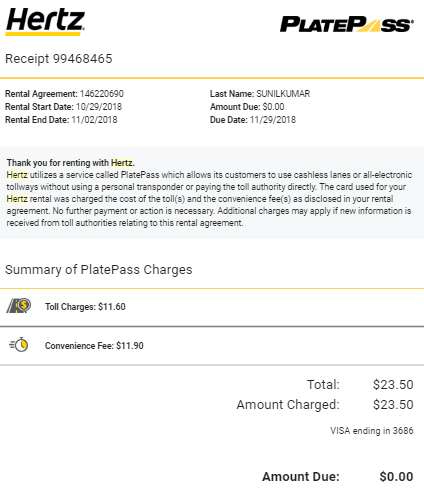 Hertz. PLATEPASS®
Receipt 99468465
Rental Agreement: 146220690 Last Name: SUNILKUMAR
Rental Start Date: 10/29/2018 Amount Due: $0.00
Rental End Date: 11/02/2018 Due Date: 11/29/2018
Thank you for renting with Hertz.
Hertz utilizes a service called PlatePass which allows its customers to use cashless lanes or all-electronic
tollways without using a personal transponder or paying the toll authority directly. The card used for your
Hertz rental was charged the cost of the toll(s) and the convenience fee(s) as disclosed in your rental
agreement. No further payment or action is necessary. Additional charges may apply if new information is
received from toll authorities relating to this rental agreement.
Summary of PlatePass Charges
Toll Charges: $11.60
Convenience Fee: $11.90
Total: $23.50
Amount Charged: $23.50
VISA ending in 3686
Amount Due: $0.00